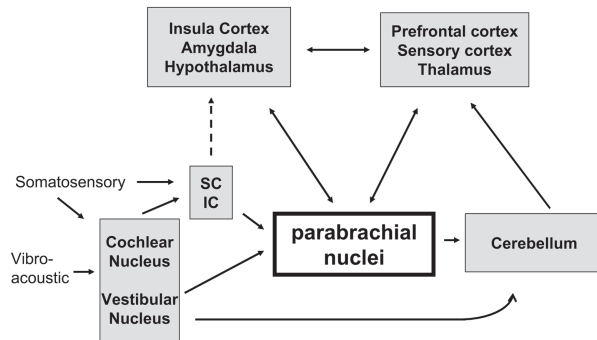 Insula Cortex
Amygdala
Hypothalamus
Prefrontal cortex
Sensory cortex
Thalamus
Somatosensory
SC
IC
Vibro-
acoustic
Cochlear
Nucleus
Vestibular
Nucleus
parabrachial
nuclei
Cerebellum